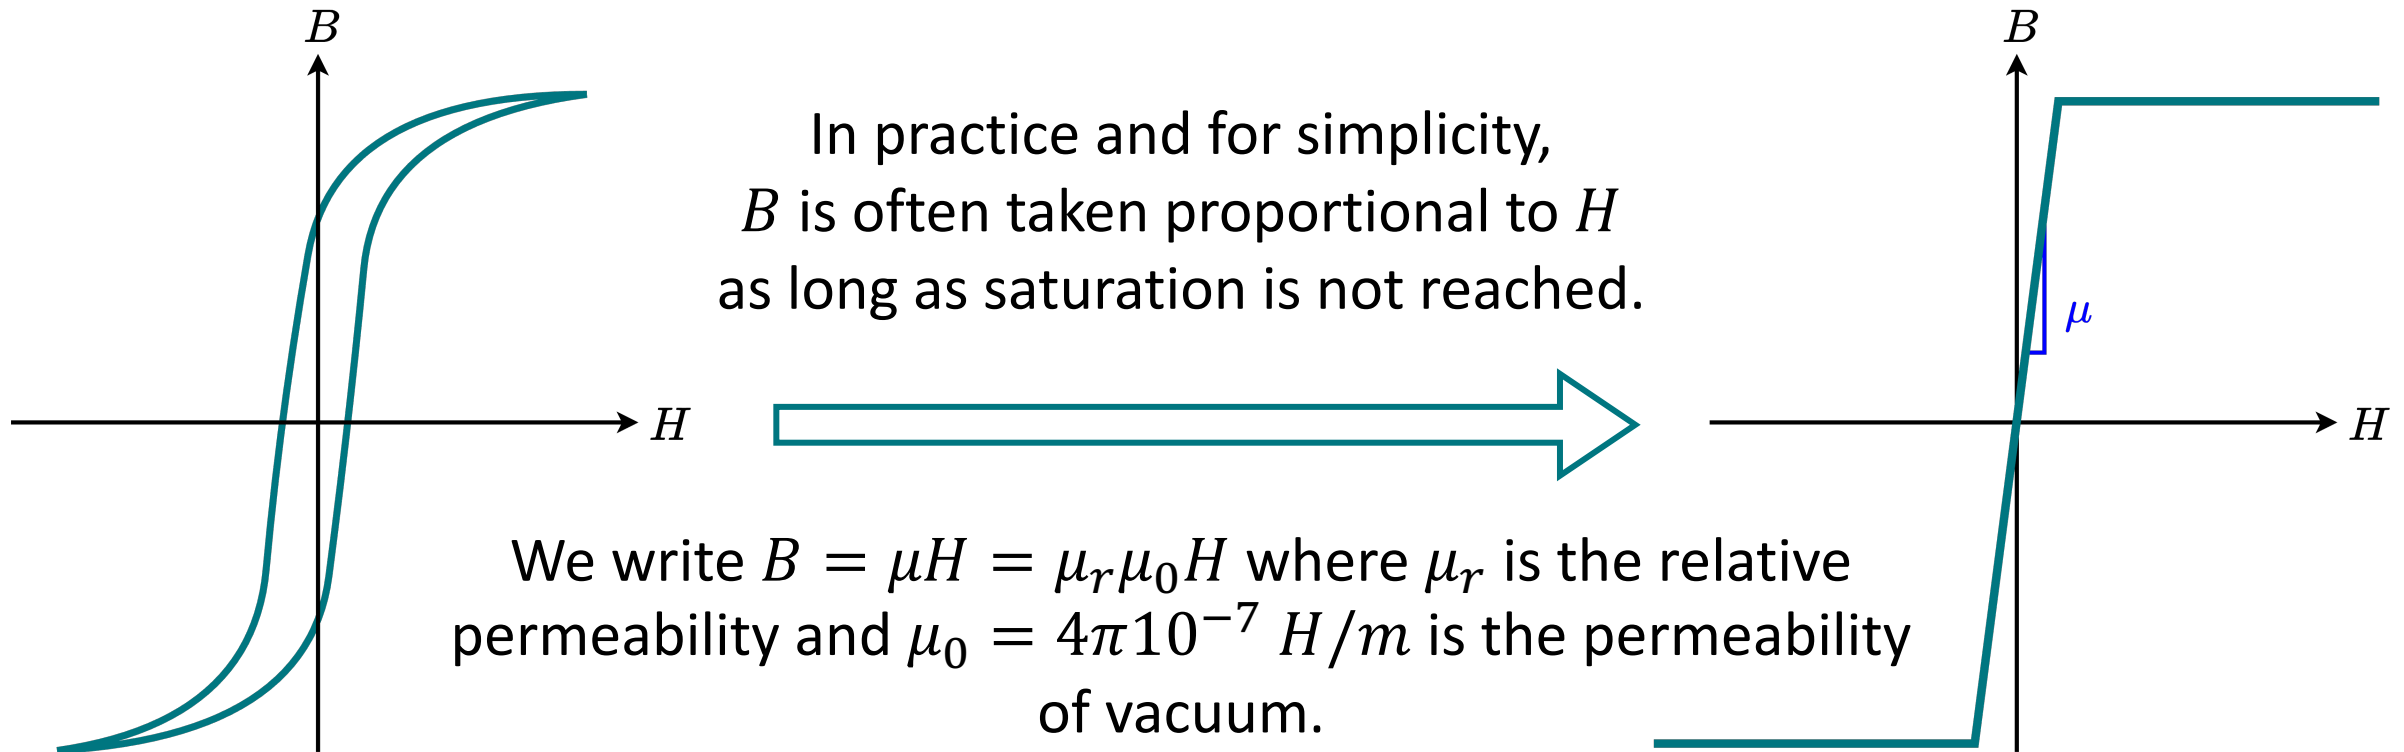 B
H
In practice and for simplicity,
B is often taken proportional to H
as long as saturation is not reached.
We write B = μH = μᵣμ₀H where μᵣ is the relative
permeability and μ₀ = 4π10⁻⁷ H/m is the permeability
of vacuum.
B
μ
H